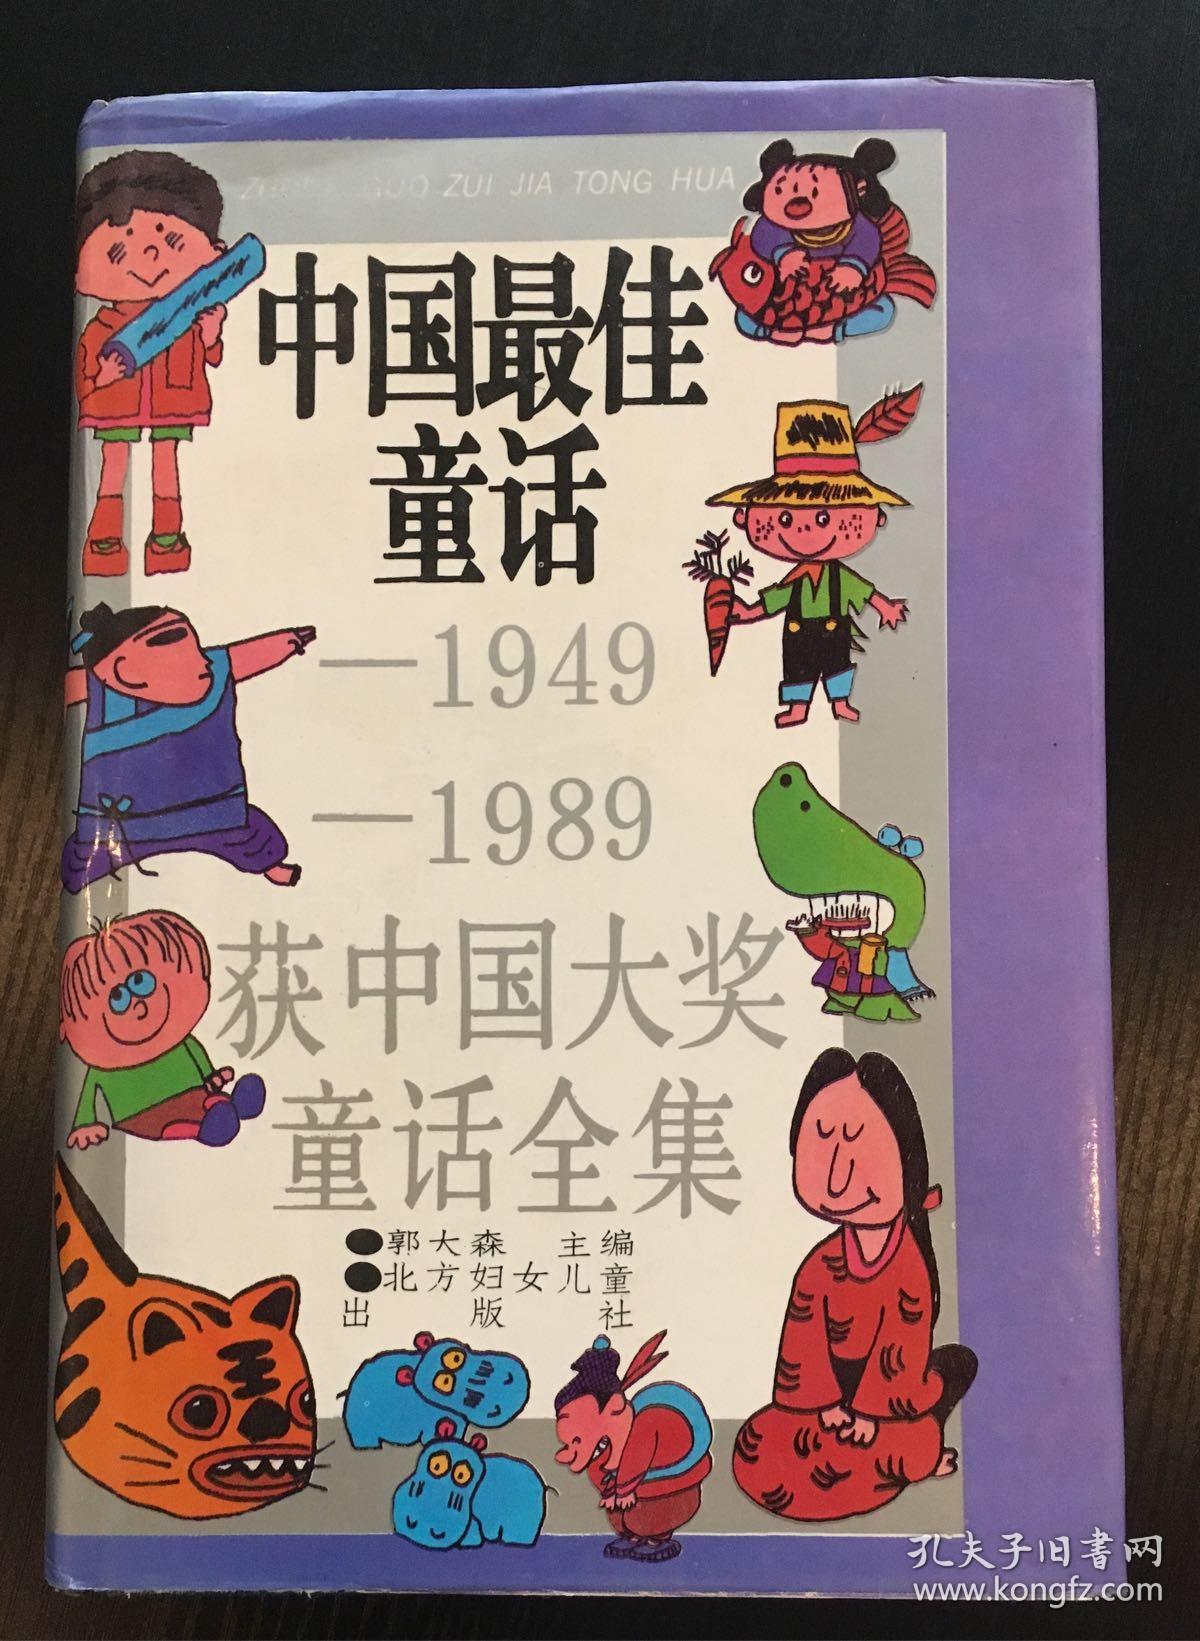 ZHONG GUO ZUI JIA TONG HUA
中国最佳
童话
—1949
—1989
获中国大奖
童话全集
●郭大森 主编
●北方妇女儿童
出版社
孔夫子旧书网
www.kongfz.com